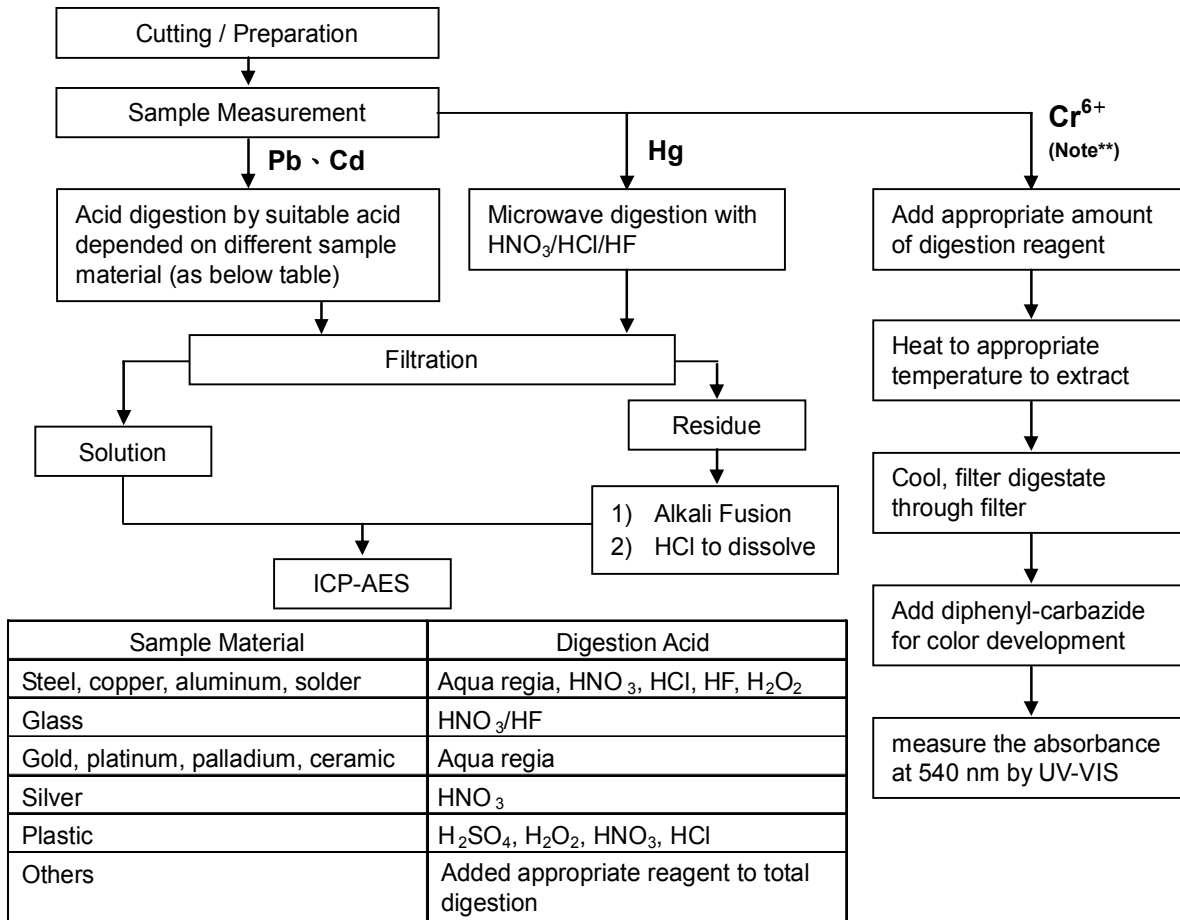 Cutting / Preparation
Sample Measurement
Pb、Cd
Hg
Cr⁶⁺
(Note**)
Acid digestion by suitable acid
depended on different sample
material (as below table)
Microwave digestion with
HNO₃/HCl/HF
Add appropriate amount
of digestion reagent
Filtration
Heat to appropriate
temperature to extract
Solution
Residue
1) Alkali Fusion
2) HCl to dissolve
Cool, filter digestate
through filter
ICP-AES
Add diphenyl-carbazide
for color development
measure the absorbance
at 540 nm by UV-VIS
Sample Material Digestion Acid
Steel, copper, aluminum, solder Aqua regia, HNO₃, HCl, HF, H₂O₂
Glass HNO₃/HF
Gold, platinum, palladium, ceramic Aqua regia
Silver HNO₃
Plastic H₂SO₄, H₂O₂, HNO₃, HCl
Others Added appropriate reagent to total
digestion